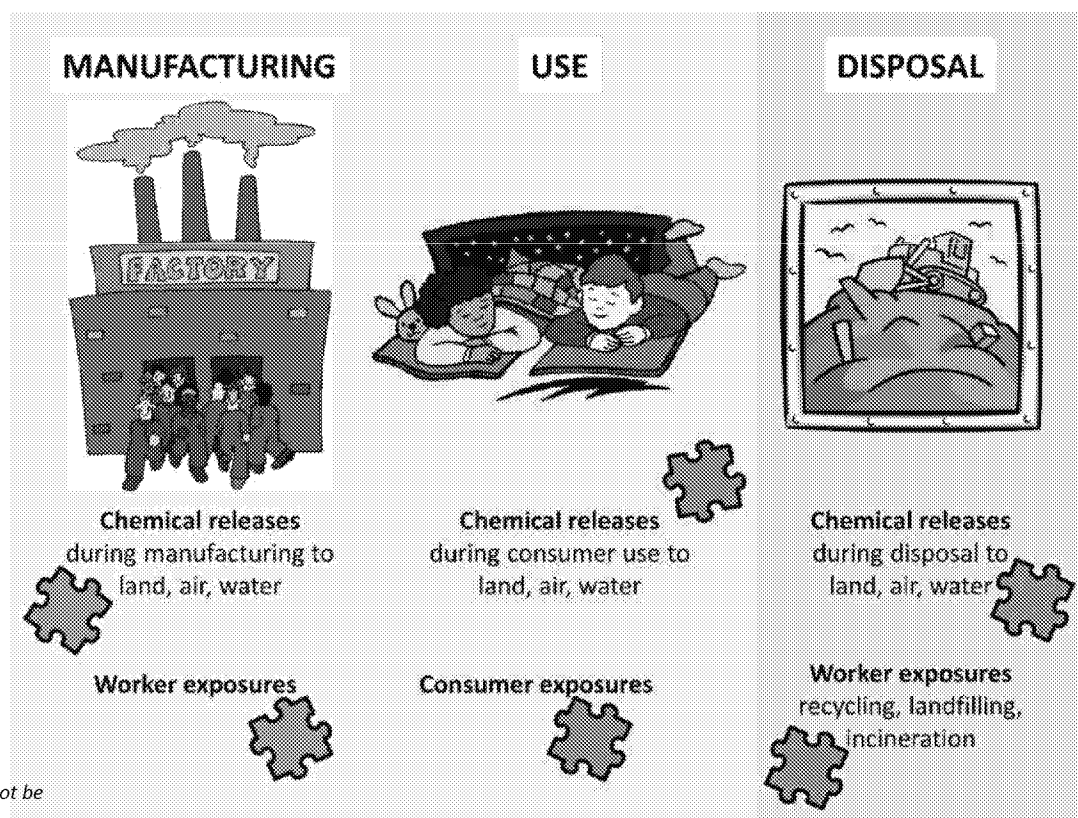 MANUFACTURING
FACTORY
Chemical releases
during manufacturing to
land, air, water
Worker exposures
USE
Chemical releases
during consumer use to
land, air, water
Consumer exposures
DISPOSAL
Chemical releases
during disposal to
land, air, water
Worker exposures
recycling, landfilling,
incineration
ot be